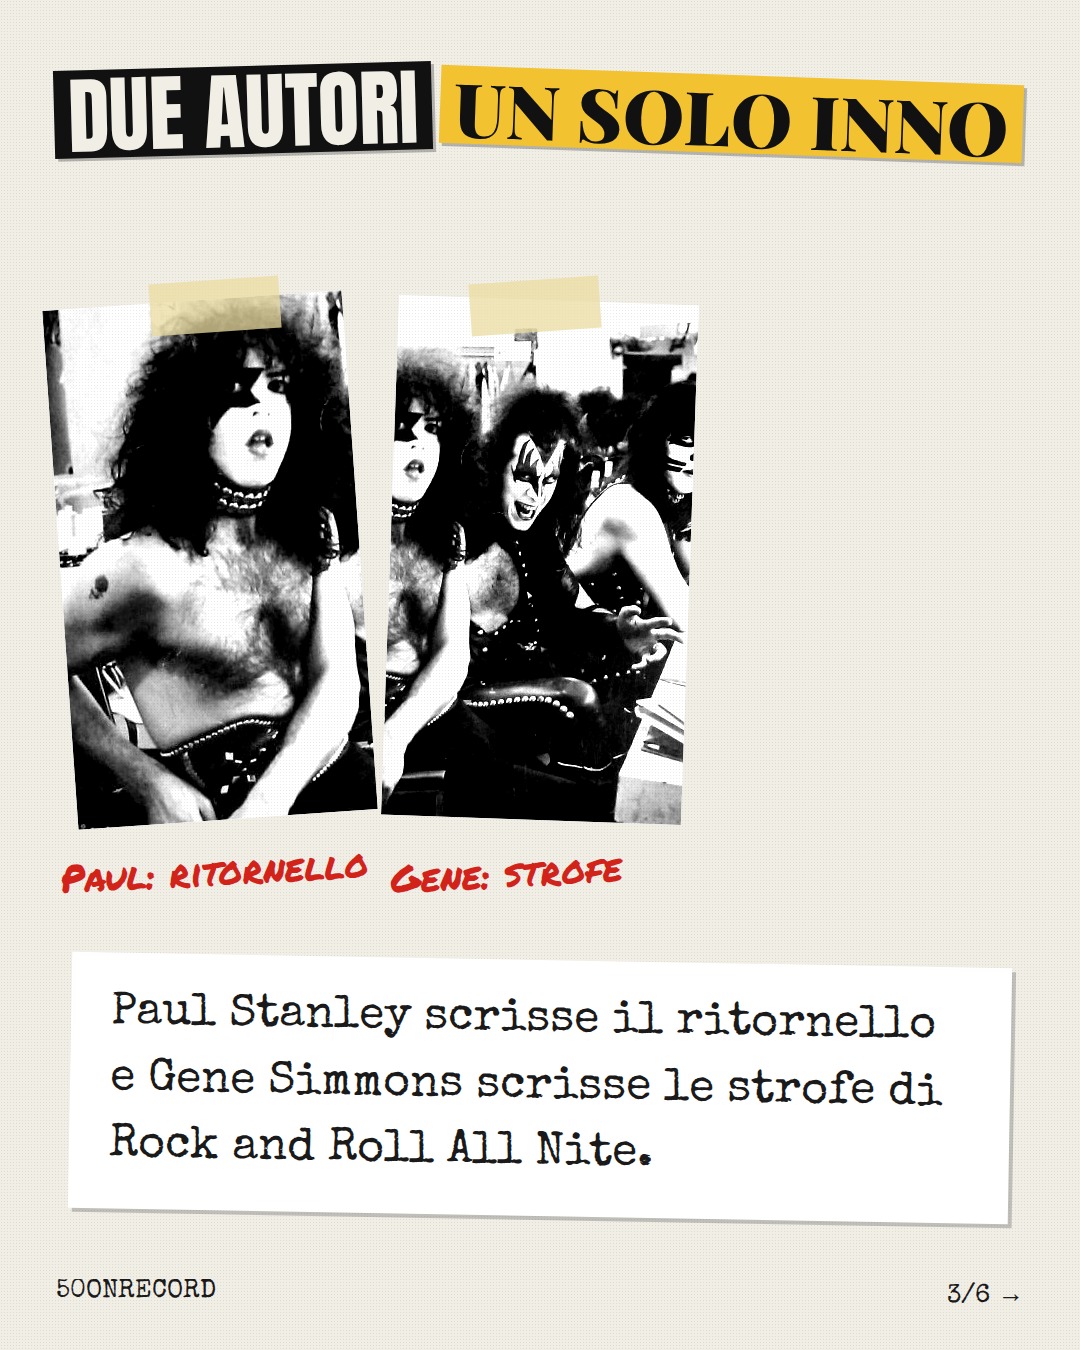 DUE AUTORI UN SOLO INNO
Paul: ritornello Gene: strofe
Paul Stanley scrisse il ritornello
e Gene Simmons scrisse le strofe di
Rock and Roll All Nite.
50ONRECORD 3/6 →